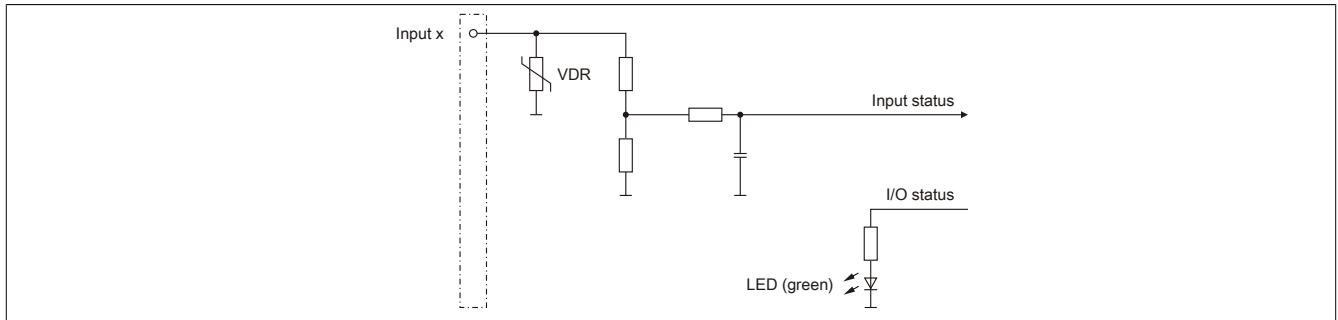 Input x
VDR
Input status
I/O status
LED (green)